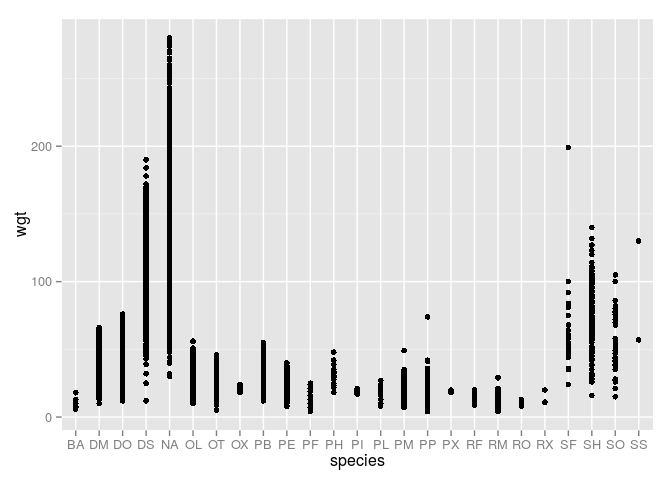 wgt
200
100
0
BA DM DO DS NA OL OT OX PB PE PF PH PI PL PM PP PX RF RM RO RX SF SH SO SS
species